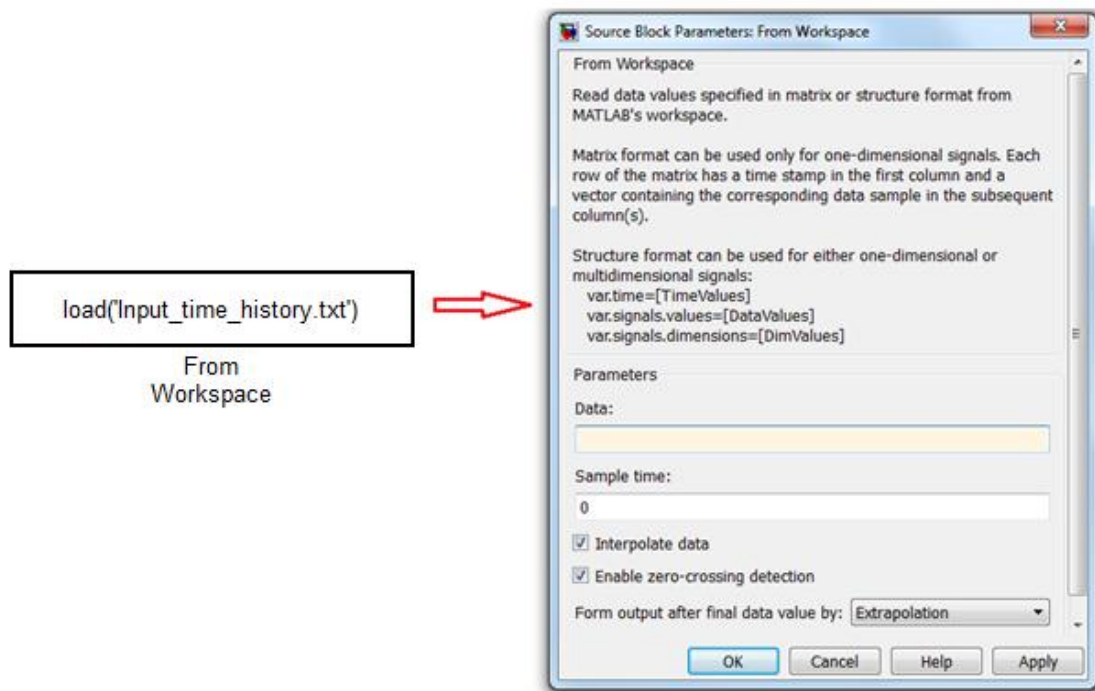 load('Input_time_history.txt')
From
Workspace
Source Block Parameters: From Workspace
From Workspace
Read data values specified in matrix or structure format from
MATLAB's workspace.
Matrix format can be used only for one-dimensional signals. Each
row of the matrix has a time stamp in the first column and a
vector containing the corresponding data sample in the subsequent
column(s).
Structure format can be used for either one-dimensional or
multidimensional signals:
var.time=[TimeValues]
var.signals.values=[DataValues]
var.signals.dimensions=[DimValues]
Parameters
Data:
Sample time:
0
Interpolate data
Enable zero-crossing detection
Form output after final data value by: Extrapolation
OK Cancel Help Apply